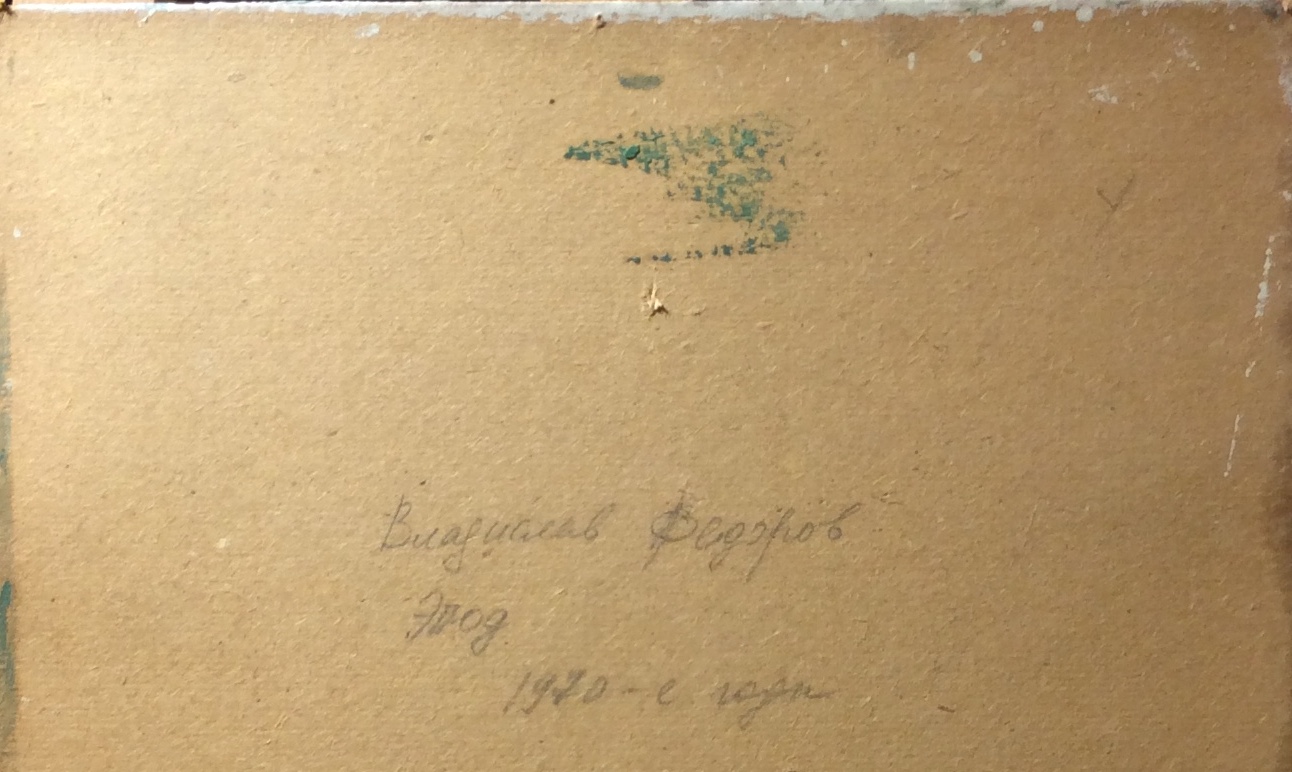 Владислав Федоров
Этюд
1970-е годы